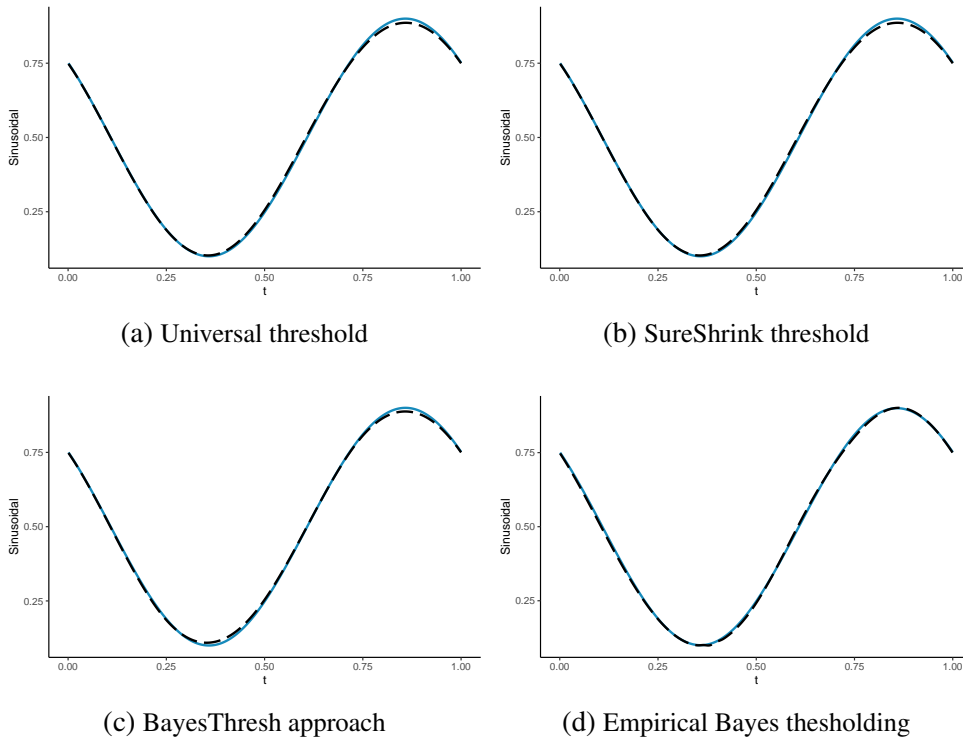 0.75
0.50
0.25
Sinusoidal
0.00 0.25 0.50 0.75 1.00
t
(a) Universal threshold
0.75
0.50
0.25
Sinusoidal
0.00 0.25 0.50 0.75 1.00
t
(b) SureShrink threshold
0.75
0.50
0.25
Sinusoidal
0.00 0.25 0.50 0.75 1.00
t
(c) BayesThresh approach
0.75
0.50
0.25
Sinusoidal
0.00 0.25 0.50 0.75 1.00
t
(d) Empirical Bayes thesholding